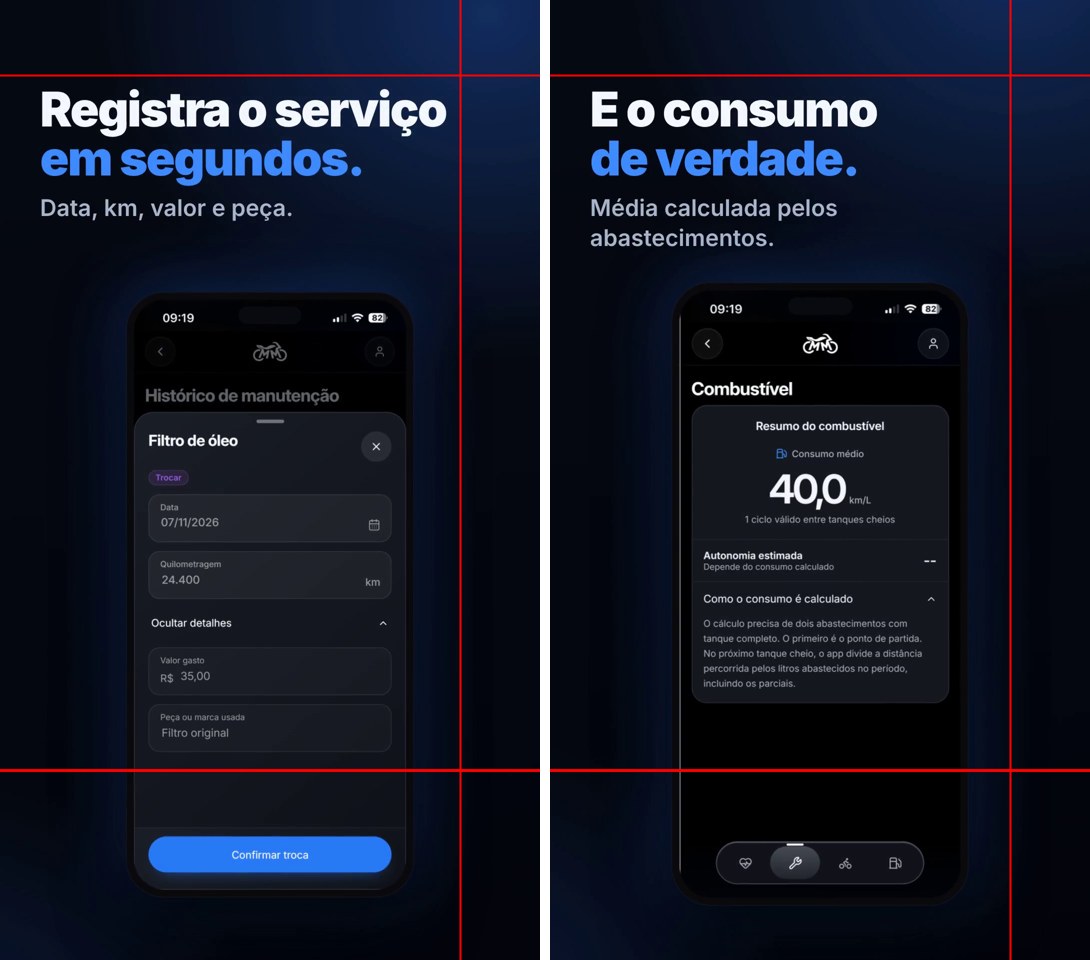 Registra o serviço
em segundos.
Data, km, valor e peça.
09:19
82
MM
Histórico de manutenção
Filtro de óleo
Trocar
Data
07/11/2026
Quilometragem
24.400
km
Ocultar detalhes
Valor gasto
R$ 35,00
Peça ou marca usada
Filtro original
Confirmar troca
E o consumo
de verdade.
Média calculada pelos
abastecimentos.
09:19
82
MM
Combustível
Resumo do combustível
Consumo médio
40,0 km/L
1 ciclo válido entre tanques cheios
Autonomia estimada
Depende do consumo calculado
--
Como o consumo é calculado
O cálculo precisa de dois abastecimentos com
tanque completo. O primeiro é o ponto de partida.
No próximo tanque cheio, o app divide a distância
percorrida pelos litros abastecidos no período,
incluindo os parciais.